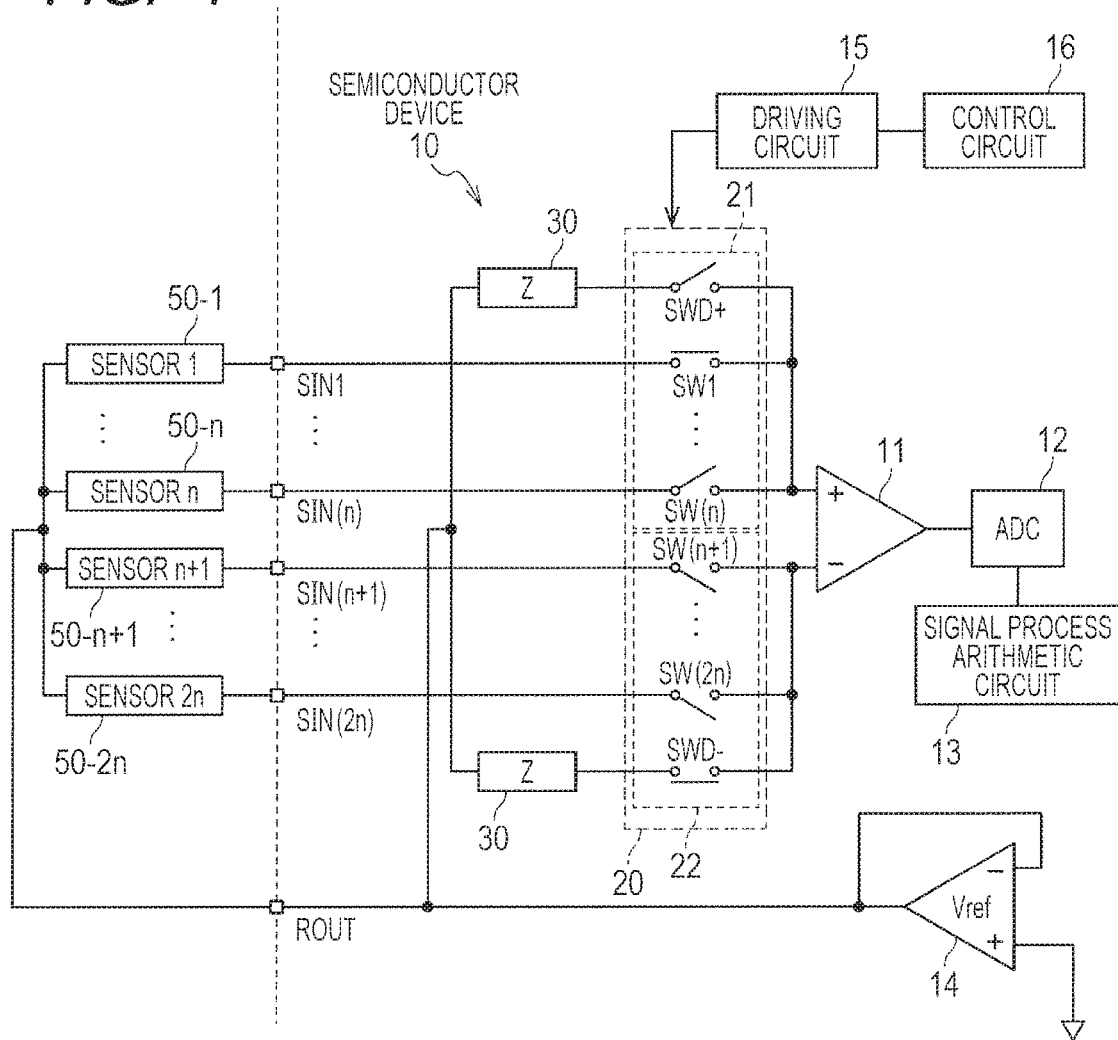 SEMICONDUCTOR
DEVICE
10
15
16
DRIVING
CIRCUIT
CONTROL
CIRCUIT
21
30
Z
SWD+
50-1
SENSOR 1
SIN1
SW1
50-n
SENSOR n
SIN(n)
SW(n)
11
+
−
12
ADC
SENSOR n+1
50-n+1
SIN(n+1)
SW(n+1)
SIGNAL PROCESS
ARITHMETIC
CIRCUIT
13
SENSOR 2n
50-2n
SIN(2n)
SW(2n)
Z
30
SWD-
20
22
ROUT
−
Vref
+
14